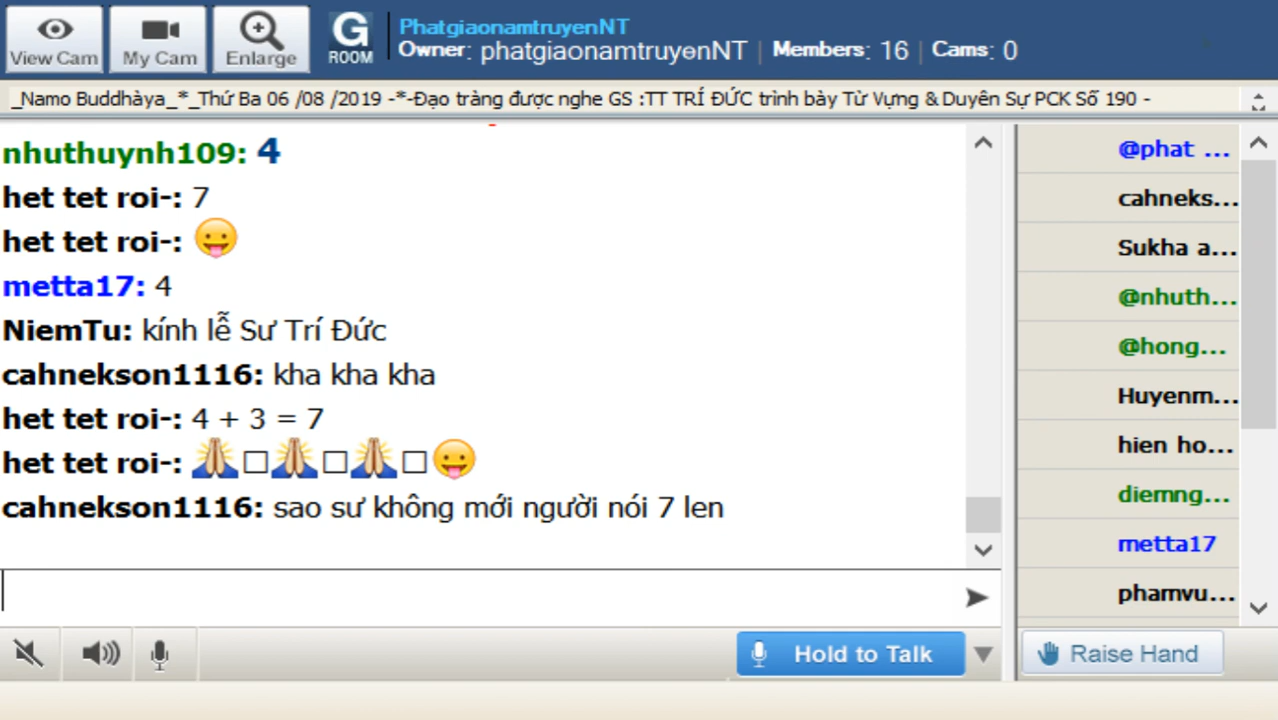 View Cam
My Cam
Enlarge
G
ROOM
PhatgiaonamtruyenNT
Owner: phatgiaonamtruyenNT | Members: 16 | Cams: 0
_Namo Buddhàya_*_Thứ Ba 06 /08 /2019 -*-Đạo tràng được nghe GS :TT TRÍ ĐỨC trình bày Từ Vựng & Duyên Sự PCK Số 190 -
nhuthuynh109: 4
het tet roi-: 7
het tet roi-: 😛
metta17: 4
NiemTu: kính lễ Sư Trí Đức
cahnekson1116: kha kha kha
het tet roi-: 4 + 3 = 7
het tet roi-: 🙏□🙏□🙏□😛
cahnekson1116: sao sư không mới người nói 7 len
@phat ...
cahneks...
Sukha a...
@nhuth...
@hong...
Huyenm...
hien ho...
diemng...
metta17
phamvu...
Hold to Talk
Raise Hand